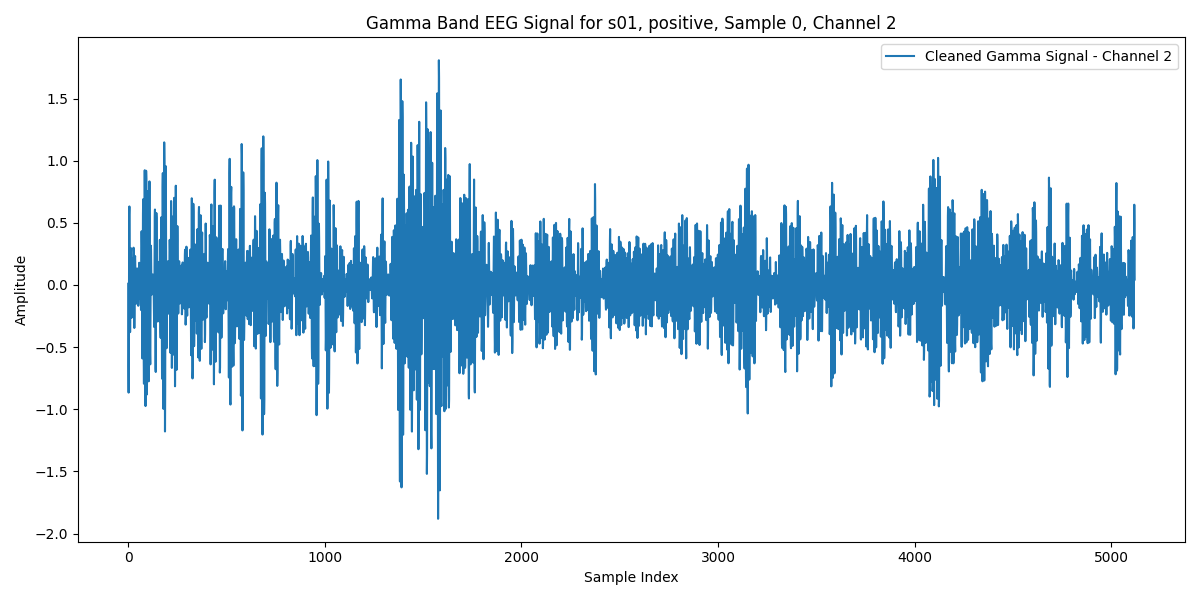 Gamma Band EEG Signal for s01, positive, Sample 0, Channel 2
Cleaned Gamma Signal - Channel 2
1.5
1.0
0.5
0.0
−0.5
−1.0
−1.5
−2.0
Amplitude
0 1000 2000 3000 4000 5000
Sample Index